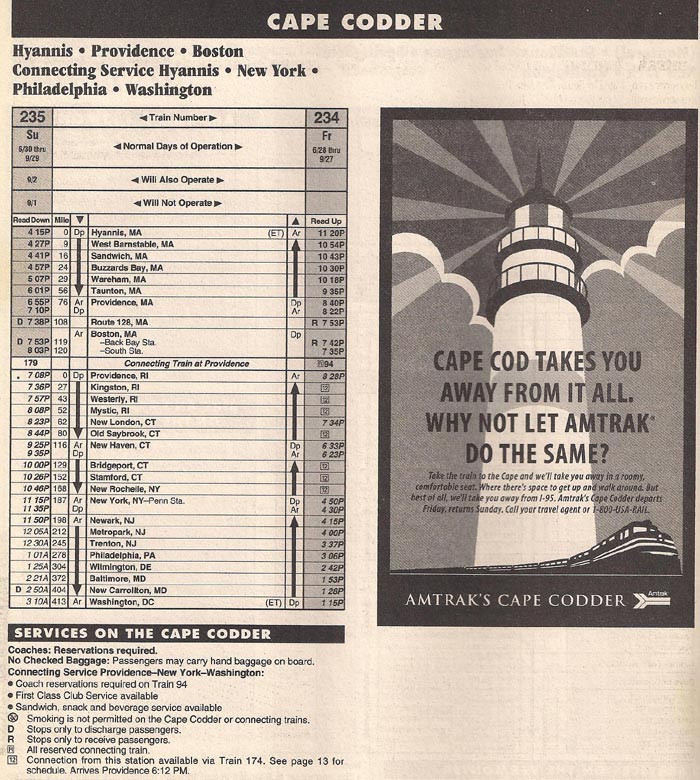 CAPE CODDER
Hyannis • Providence • Boston
Connecting Service Hyannis • New York •
Philadelphia • Washington
235 ◄ Train Number ► 234
Su Fr
6/30 thru 9/29 ◄ Normal Days of Operation ► 6/28 thru 9/27
9/2 ◄ Will Also Operate ►
9/1 ◄ Will Not Operate ►
Read Down Mile ▼ ▲ Read Up
4 15P 0 Dp Hyannis, MA (ET) Ar 11 20P
4 27P 9 West Barnstable, MA 10 54P
4 41P 16 Sandwich, MA 10 43P
4 57P 24 Buzzards Bay, MA 10 30P
5 07P 29 Wareham, MA 10 18P
6 01P 56 Taunton, MA 9 35P
6 55P 76 Ar Providence, MA Dp 8 40P
7 10P Dp Ar 8 22P
D 7 38P 108 Route 128, MA R 7 53P
Ar Boston, MA Dp
D 7 53P 119 –Back Bay Sta. R 7 42P
8 03P 120 –South Sta. 7 35P
179 Connecting Train at Providence R 94
7 08P 0 Dp Providence, RI Ar 8 28P
7 36P 27 Kingston, RI 12
7 57P 43 Westerly, RI 12
8 08P 52 Mystic, RI 12
8 23P 62 New London, CT 7 34P
8 44P 80 Old Saybrook, CT 12
9 25P 116 Ar New Haven, CT Dp 6 33P
9 35P Dp Ar 6 23P
10 00P 129 Bridgeport, CT 12
10 26P 152 Stamford, CT 12
10 46P 168 New Rochelle, NY 12
11 15P 187 Ar New York, NY–Penn Sta. Dp 4 50P
11 35P Dp Ar 4 30P
11 50P 198 Ar Newark, NJ 4 15P
12 05A 212 Metropark, NJ 4 00P
12 30A 245 Trenton, NJ 3 37P
1 01A 278 Philadelphia, PA 3 06P
1 25A 304 Wilmington, DE 2 42P
2 21A 372 Baltimore, MD 1 53P
D 2 50A 404 New Carrollton, MD 1 28P
3 10A 413 Ar Washington, DC (ET) Dp 1 15P
SERVICES ON THE CAPE CODDER
Coaches: Reservations required.
No Checked Baggage: Passengers may carry hand baggage on board.
Connecting Service Providence–New York–Washington:
• Coach reservations required on Train 94
• First Class Club Service available
• Sandwich, snack and beverage service available
Smoking is not permitted on the Cape Codder or connecting trains.
D Stops only to discharge passengers.
R Stops only to receive passengers.
R All reserved connecting train.
12 Connection from this station available via Train 174. See page 13 for
schedule. Arrives Providence 6:12 PM.
CAPE COD TAKES YOU
AWAY FROM IT ALL.
WHY NOT LET AMTRAK®
DO THE SAME?
Take the train to the Cape and we'll take you away in a roomy,
comfortable seat. Where there's space to get up and walk around. But
best of all, we'll take you away from I-95. Amtrak's Cape Codder departs
Friday, returns Sunday. Call your travel agent or 1-800-USA-RAIL.
AMTRAK'S CAPE CODDER Amtrak